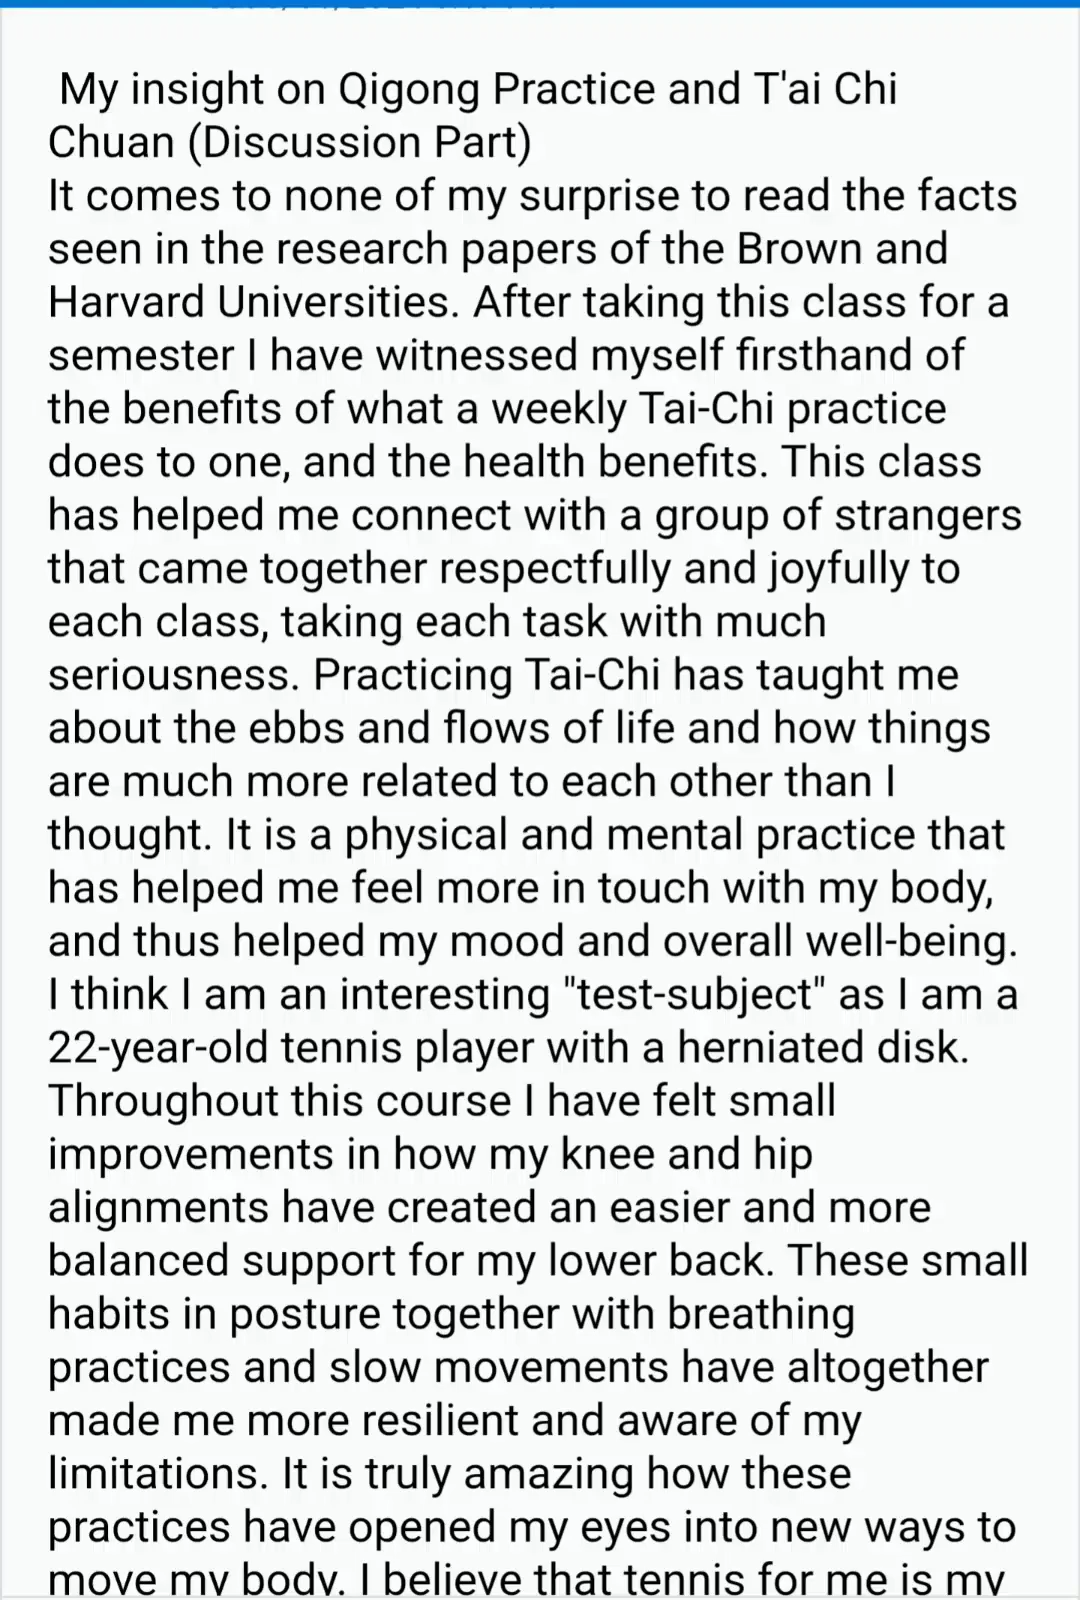 My insight on Qigong Practice and T'ai Chi
Chuan (Discussion Part)
It comes to none of my surprise to read the facts
seen in the research papers of the Brown and
Harvard Universities. After taking this class for a
semester I have witnessed myself firsthand of
the benefits of what a weekly Tai-Chi practice
does to one, and the health benefits. This class
has helped me connect with a group of strangers
that came together respectfully and joyfully to
each class, taking each task with much
seriousness. Practicing Tai-Chi has taught me
about the ebbs and flows of life and how things
are much more related to each other than I
thought. It is a physical and mental practice that
has helped me feel more in touch with my body,
and thus helped my mood and overall well-being.
I think I am an interesting "test-subject" as I am a
22-year-old tennis player with a herniated disk.
Throughout this course I have felt small
improvements in how my knee and hip
alignments have created an easier and more
balanced support for my lower back. These small
habits in posture together with breathing
practices and slow movements have altogether
made me more resilient and aware of my
limitations. It is truly amazing how these
practices have opened my eyes into new ways to
move my body. I believe that tennis for me is my